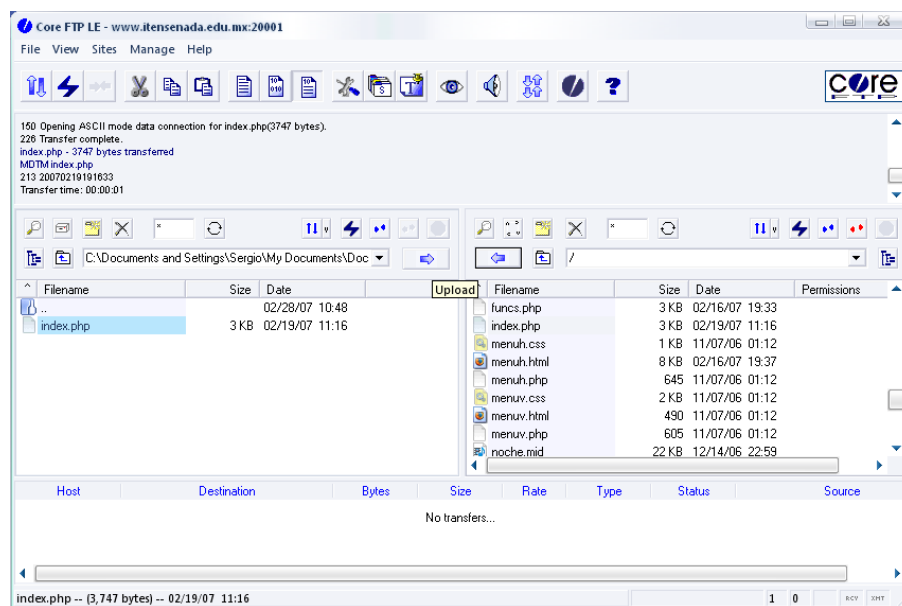 Core FTP LE - www.itensenada.edu.mx:20001
File View Sites Manage Help
core
150 Opening ASCII mode data connection for index.php(3747 bytes).
226 Transfer complete.
index.php - 3747 bytes transferred
MDTM index.php
213 20070219191633
Transfer time: 00:00:01
C:\Documents and Settings\Sergio\My Documents\Doc
/
^ Filename Size Date
.. 02/28/07 10:48
index.php 3 KB 02/19/07 11:16
Upload
Filename Size Date Permissions
funcs.php 3 KB 02/16/07 19:33
index.php 3 KB 02/19/07 11:16
menuh.css 1 KB 11/07/06 01:12
menuh.html 8 KB 02/16/07 19:37
menuh.php 645 11/07/06 01:12
menuv.css 2 KB 11/07/06 01:12
menuv.html 490 11/07/06 01:12
menuv.php 605 11/07/06 01:12
noche.mid 22 KB 12/14/06 22:59
Host Destination Bytes Size Rate Type Status Source
No transfers...
index.php -- (3,747 bytes) -- 02/19/07 11:16
1 0 RCV XMT